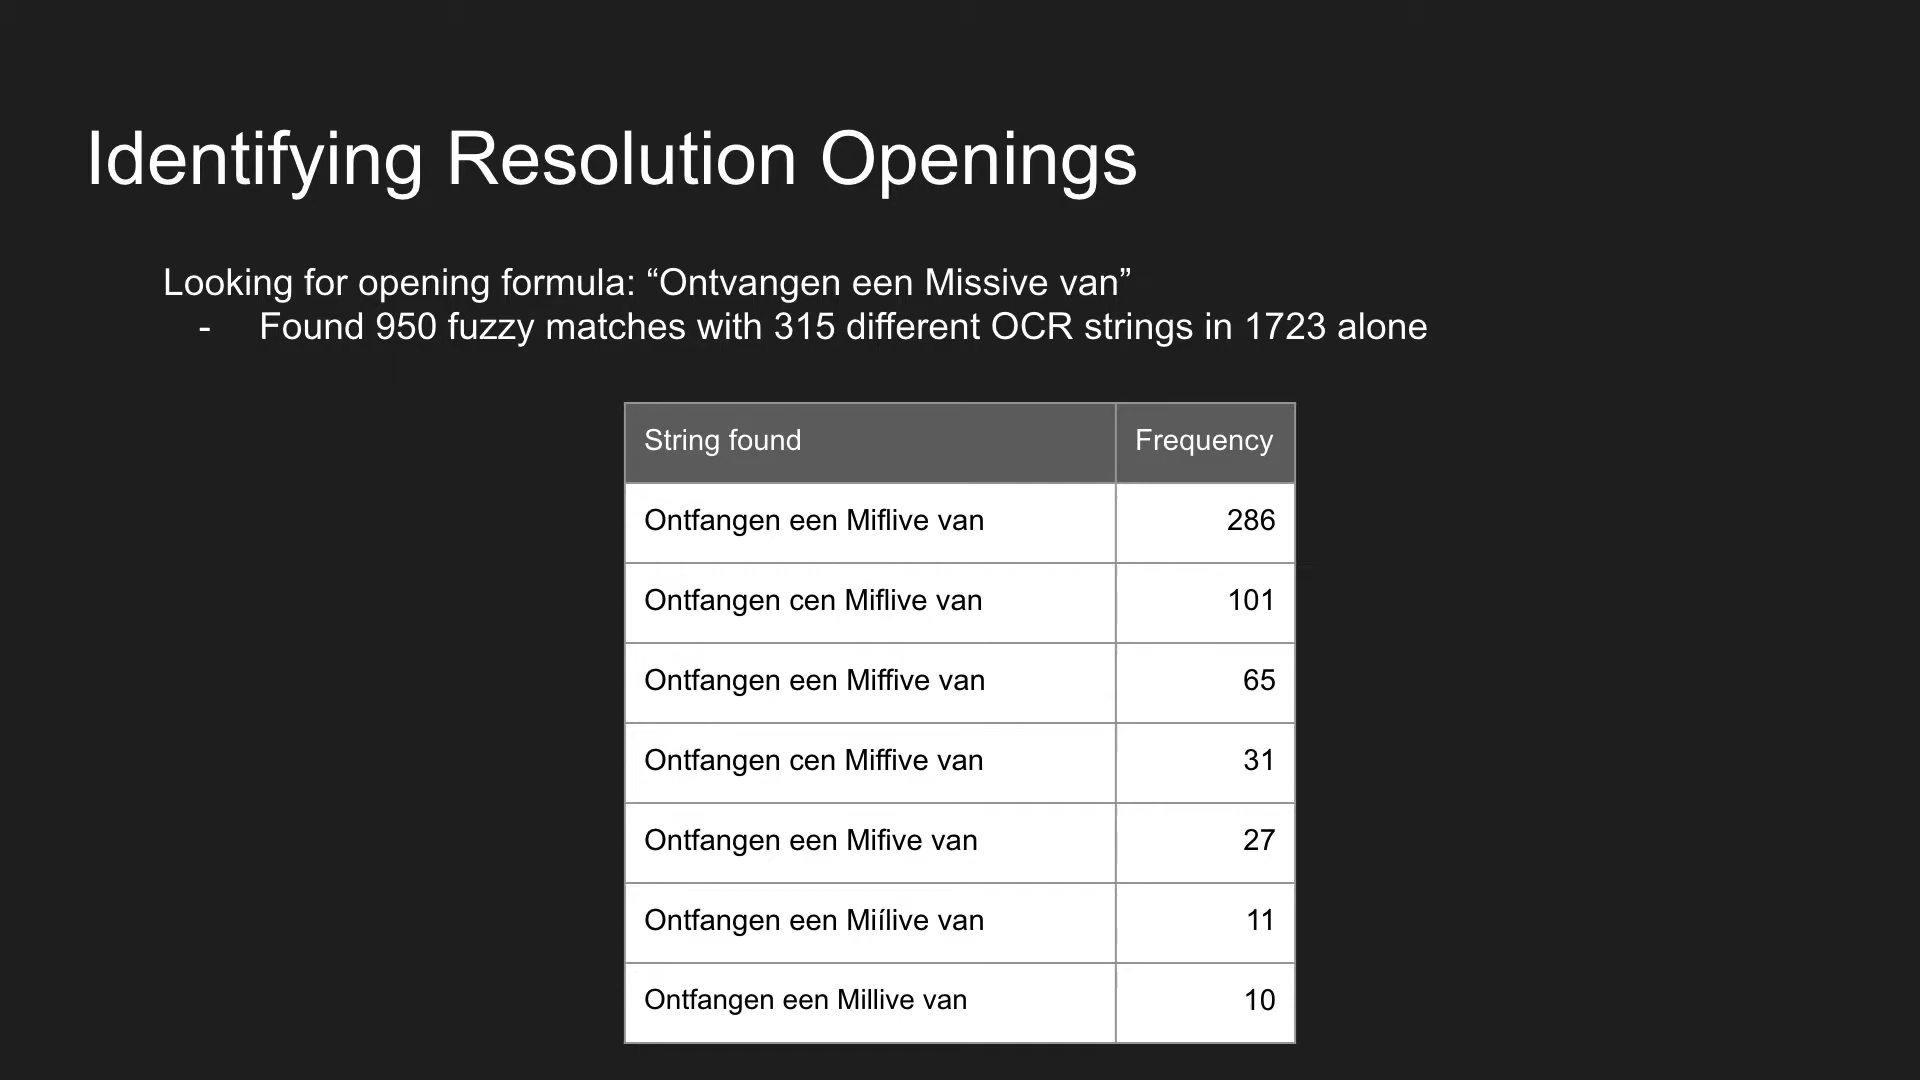 Identifying Resolution Openings
Looking for opening formula: “Ontvangen een Missive van”
- Found 950 fuzzy matches with 315 different OCR strings in 1723 alone
String found Frequency
Ontfangen een Miflive van 286
Ontfangen cen Miflive van 101
Ontfangen een Miffive van 65
Ontfangen cen Miffive van 31
Ontfangen een Mifive van 27
Ontfangen een Miílive van 11
Ontfangen een Millive van 10